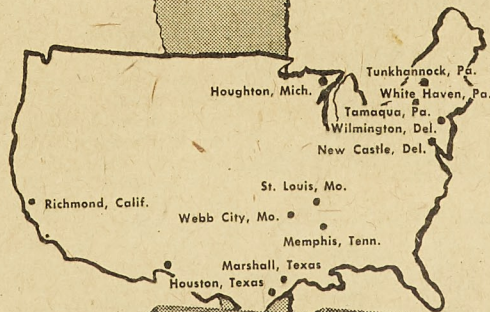 Tunkhannock, Pa.
Houghton, Mich.
White Haven, Pa.
Tamaqua, Pa.
Wilmington, Del.
New Castle, Del.
St. Louis, Mo.
Richmond, Calif.
Webb City, Mo.
Memphis, Tenn.
Marshall, Texas
Houston, Texas